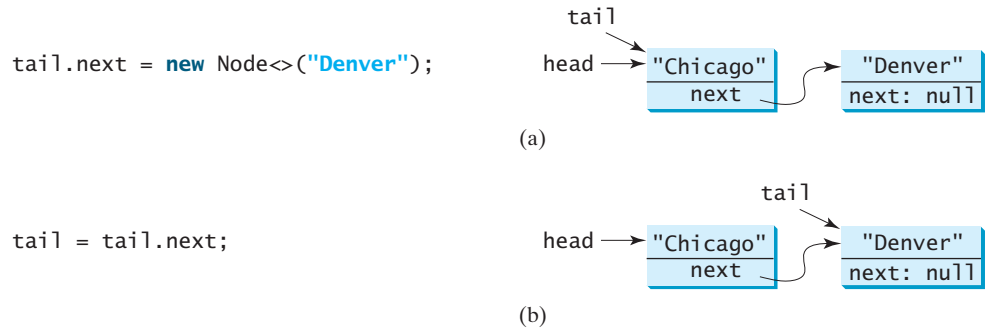 tail
tail.next = new Node<>("Denver");
head
"Chicago"
next
"Denver"
next: null
(a)
tail
tail = tail.next;
head
"Chicago"
next
"Denver"
next: null
(b)